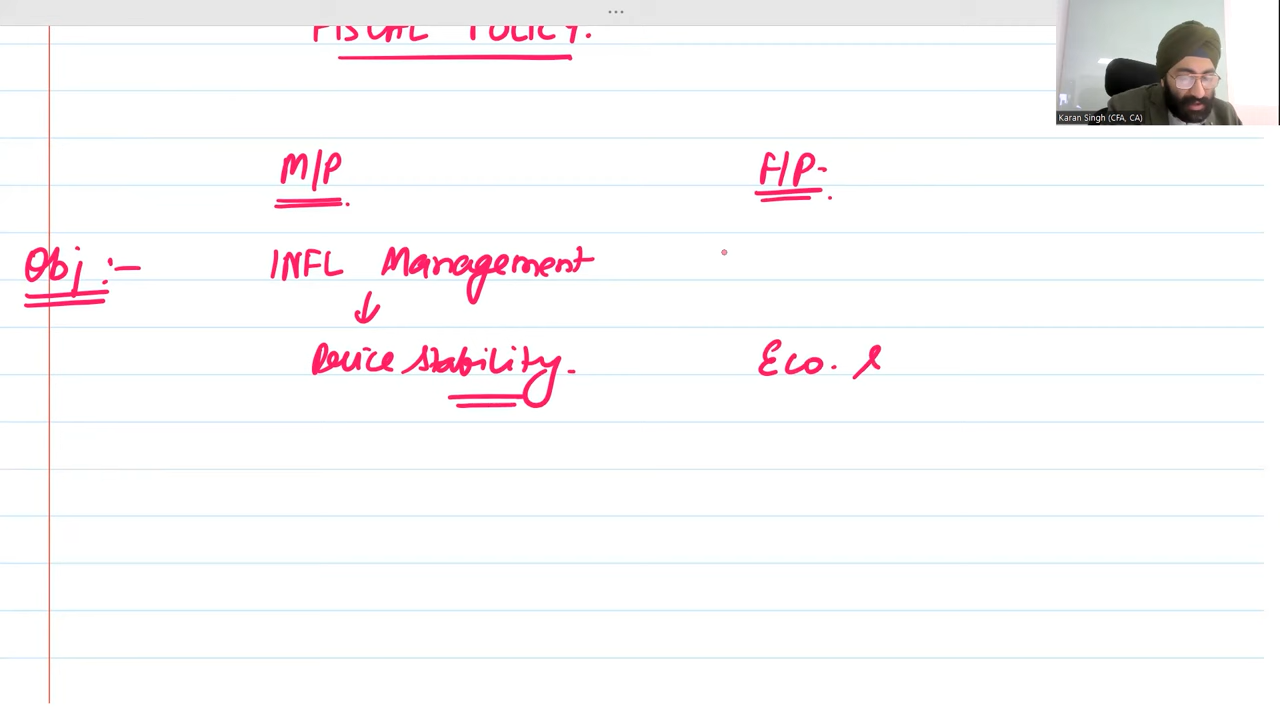 FISCAL POLICY.
Karan Singh (CFA, CA)
M/P F/P-
Obj :- INFL Management
↓
Price Stability. Eco.